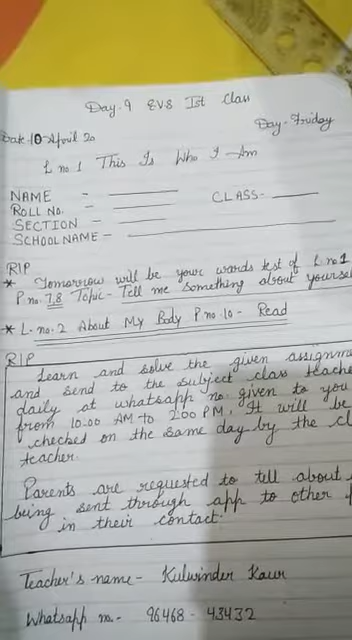 Day-9 EVS Ist Class
Date 10 April 20 Day-Friday
L no 1 This Is Who I Am
NAME - CLASS-
ROLL NO. -
SECTION -
SCHOOL NAME -
RIP
* Tomorrow will be your words test of L no 1
P no. 7,8 Topic- Tell me something about yourself
* L-no.2 About My Body P no.10- Read
RIP
Learn and solve the given assignm
and send to the subject class teache
daily at whatsapp no. given to you
from 10.00 AM to 2.00 PM. It will be
checked on the same day by the cl
teacher.
Parents are requested to tell about
being sent through app to other
in their contact.
Teacher's name- Kulwinder Kaur
Whatsapp no.- 96468-43432